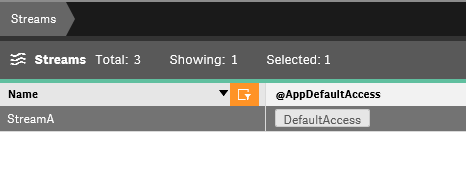 Streams
Streams Total: 3 Showing: 1 Selected: 1
Name @AppDefaultAccess
StreamA DefaultAccess